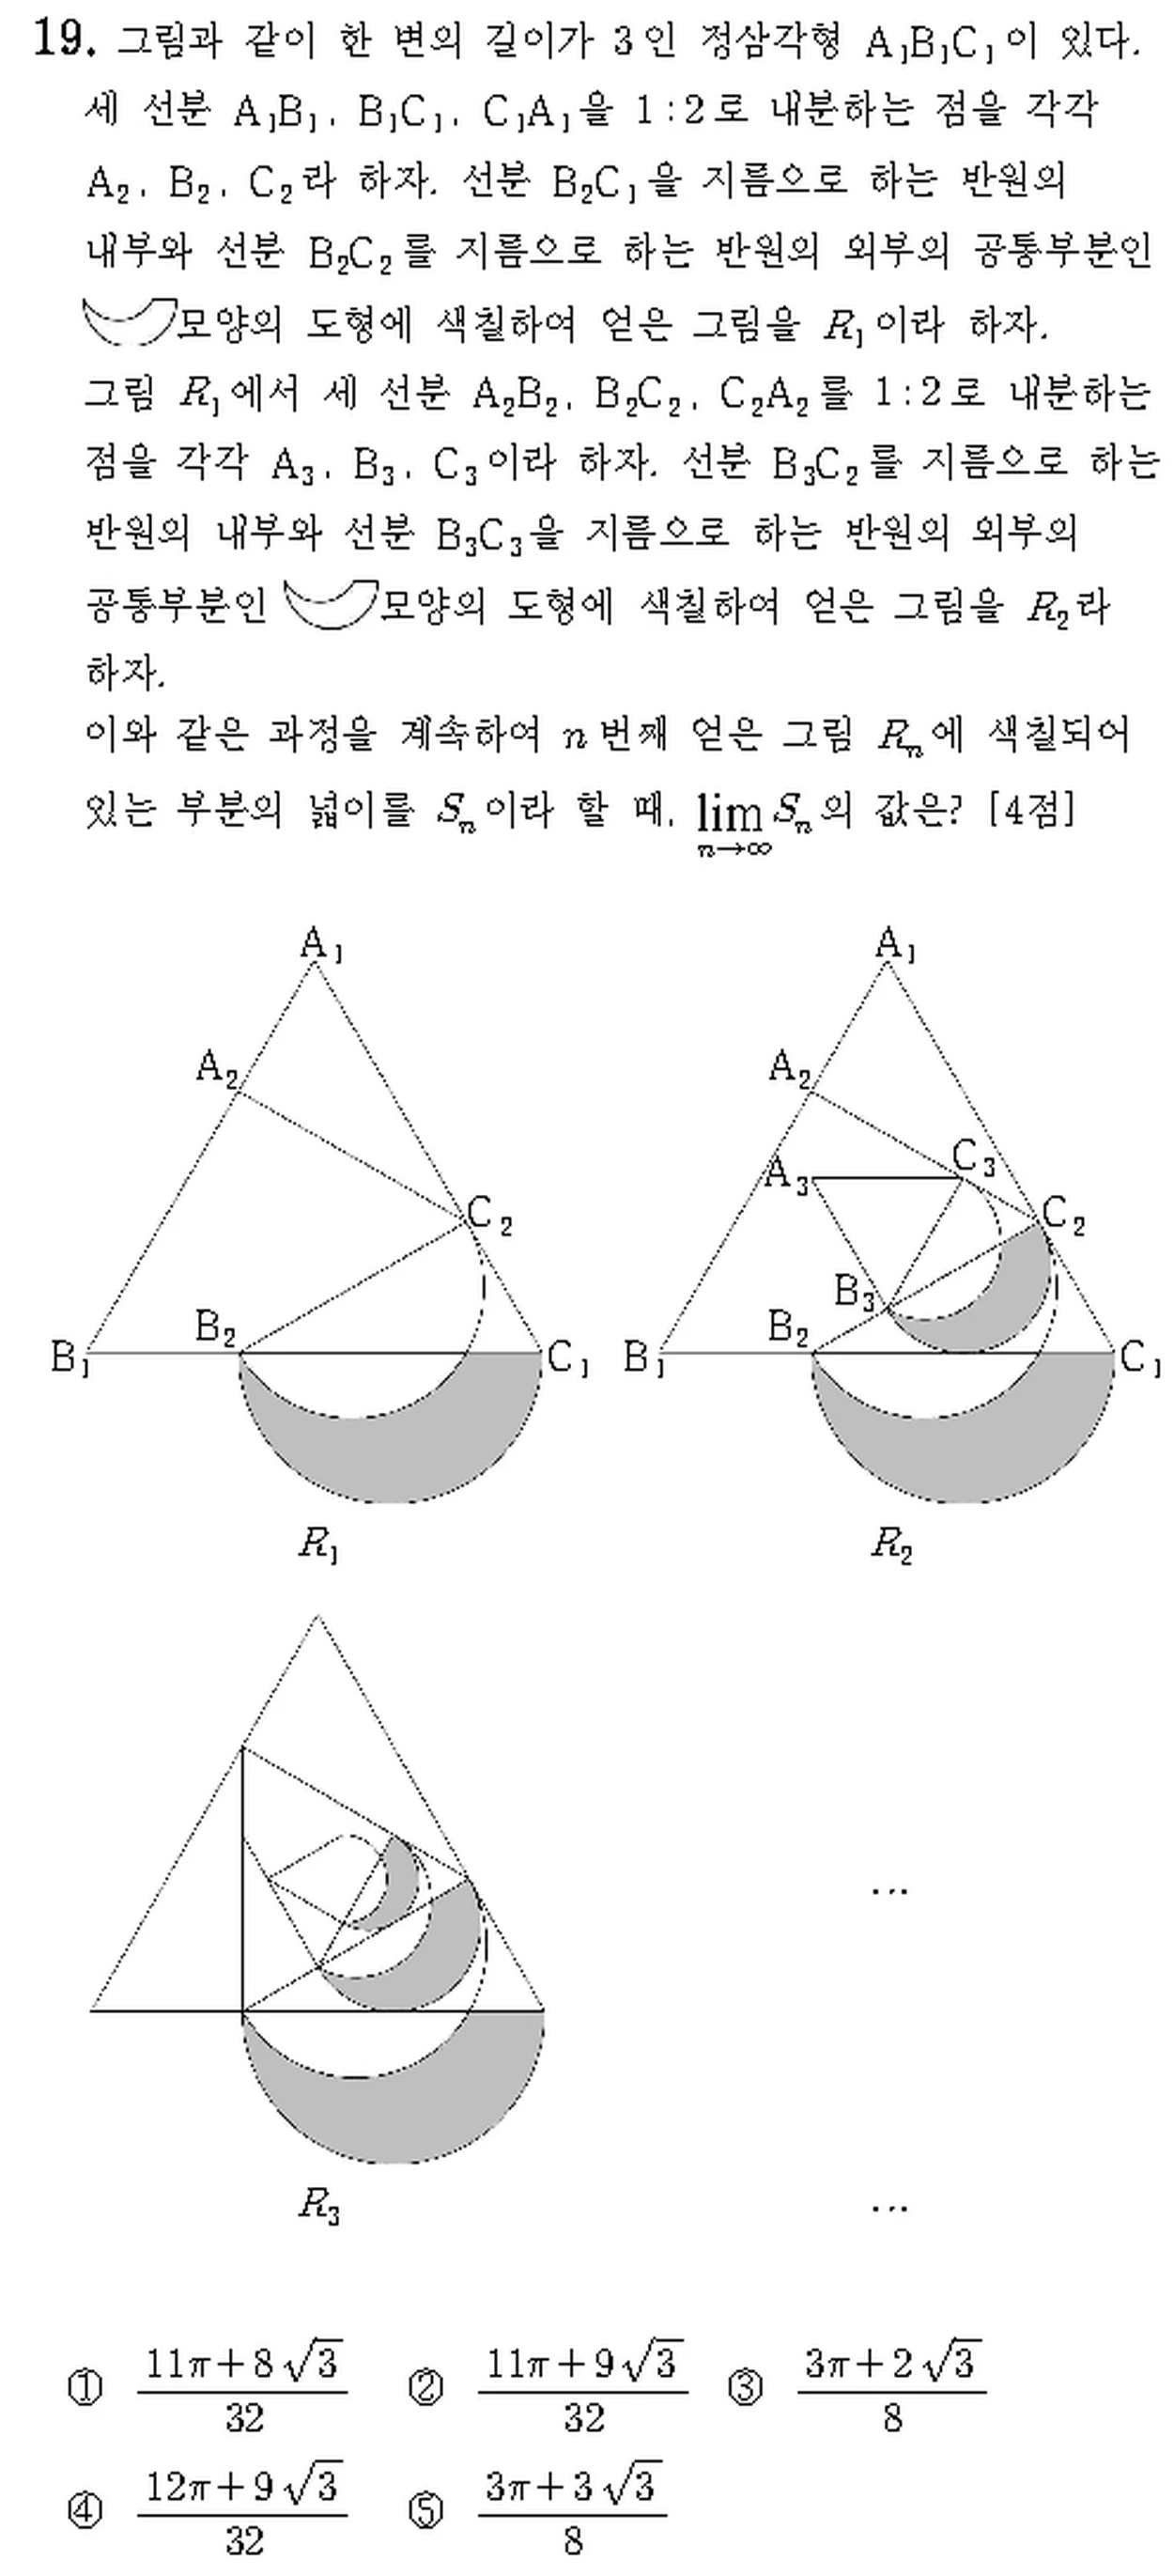 19. 그림과 같이 한 변의 길이가 3인 정삼각형 A₁B₁C₁이 있다.
세 선분 A₁B₁, B₁C₁, C₁A₁을 1:2로 내분하는 점을 각각
A₂, B₂, C₂라 하자. 선분 B₂C₁을 지름으로 하는 반원의
내부와 선분 B₂C₂를 지름으로 하는 반원의 외부의 공통부분인
모양의 도형에 색칠하여 얻은 그림을 R₁이라 하자.
그림 R₁에서 세 선분 A₂B₂, B₂C₂, C₂A₂를 1:2로 내분하는
점을 각각 A₃, B₃, C₃이라 하자. 선분 B₃C₂를 지름으로 하는
반원의 내부와 선분 B₃C₃을 지름으로 하는 반원의 외부의
공통부분인 모양의 도형에 색칠하여 얻은 그림을 R₂라
하자.
이와 같은 과정을 계속하여 n번째 얻은 그림 Rₙ에 색칠되어
있는 부분의 넓이를 Sₙ이라 할 때, lim n→∞ Sₙ의 값은? [4점]
A₁ A₁
A₂ A₂
C₃
A₃
C₂ C₂
B₃
B₂ B₂
B₁ C₁ B₁ C₁
R₁ R₂
…
R₃ …
① (11π+8√3)/32 ② (11π+9√3)/32 ③ (3π+2√3)/8
④ (12π+9√3)/32 ⑤ (3π+3√3)/8